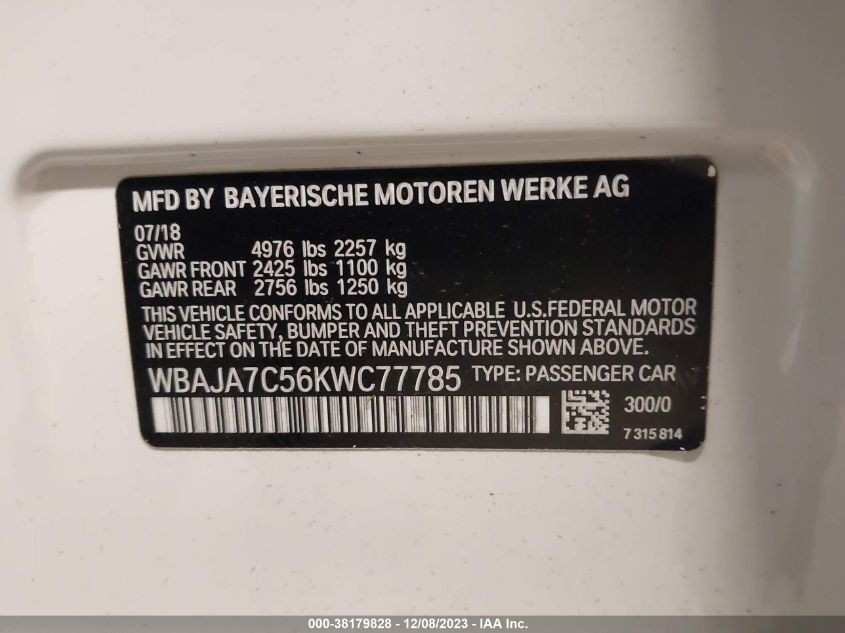 MFD BY BAYERISCHE MOTOREN WERKE AG
07/18
GVWR 4976 lbs 2257 kg
GAWR FRONT 2425 lbs 1100 kg
GAWR REAR 2756 lbs 1250 kg
THIS VEHICLE CONFORMS TO ALL APPLICABLE U.S.FEDERAL MOTOR
VEHICLE SAFETY, BUMPER AND THEFT PREVENTION STANDARDS
IN EFFECT ON THE DATE OF MANUFACTURE SHOWN ABOVE.
WBAJA7C56KWC77785 TYPE: PASSENGER CAR
300/0
7 315 814
000-38179828 - 12/08/2023 - IAA Inc.